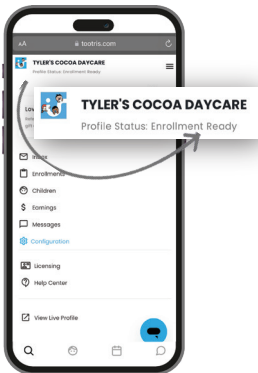 AA
tootris.com
TYLER'S COCOA DAYCARE
Profile Status: Enrollment Ready
TYLER'S COCOA DAYCARE
Profile Status: Enrollment Ready
Inbox
Enrollments
Children
$ Earnings
Messages
Configuration
Licensing
Help Center
View Live Profile